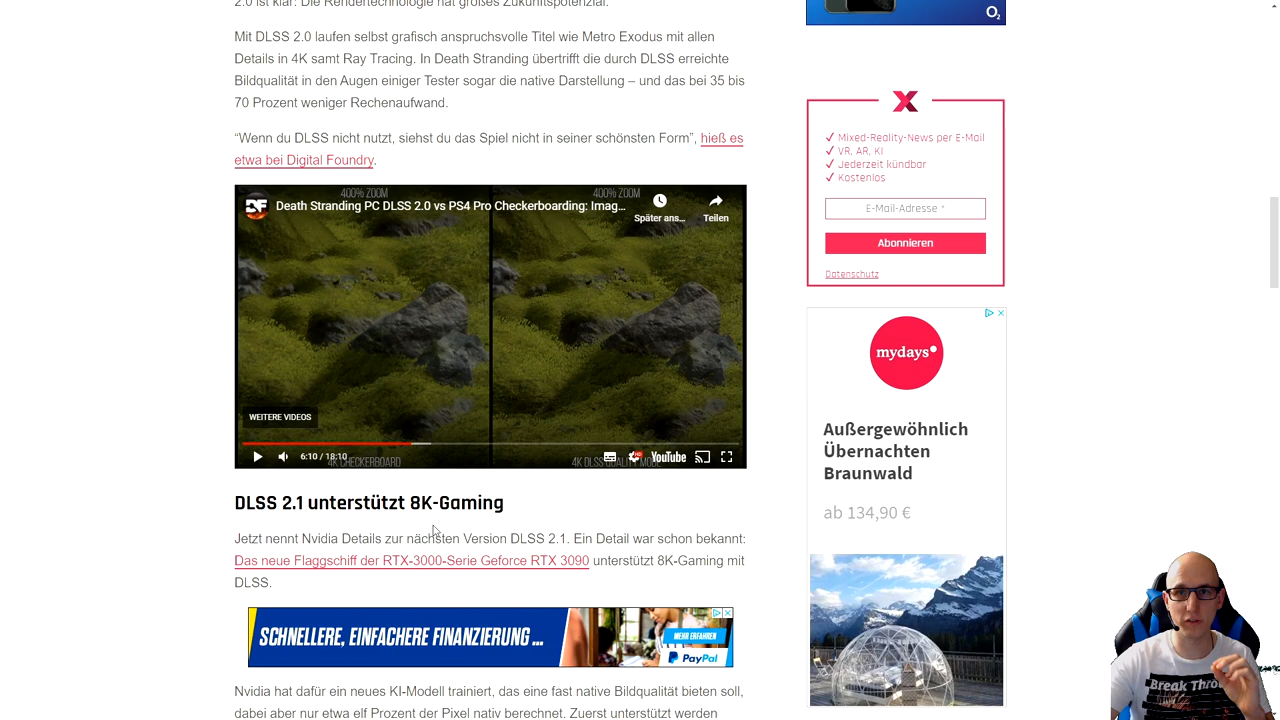 2.0 ist klar: Die Rendertechnologie hat großes Zukunftspotenzial.
Mit DLSS 2.0 laufen selbst grafisch anspruchsvolle Titel wie Metro Exodus mit allen
Details in 4K samt Ray Tracing. In Death Stranding übertrifft die durch DLSS erreichte
Bildqualität in den Augen einiger Tester sogar die native Darstellung – und das bei 35 bis
70 Prozent weniger Rechenaufwand.
“Wenn du DLSS nicht nutzt, siehst du das Spiel nicht in seiner schönsten Form”, hieß es
etwa bei Digital Foundry.
400% ZOOM
400% ZOOM
Death Stranding PC DLSS 2.0 vs PS4 Pro Checkerboarding: Imag...
Später ans...
Teilen
WEITERE VIDEOS
6:10 / 18:10
HD
YouTube
4K CHECKERBOARD
4K DLSS QUALITY MODE
DLSS 2.1 unterstützt 8K-Gaming
Jetzt nennt Nvidia Details zur nächsten Version DLSS 2.1. Ein Detail war schon bekannt:
Das neue Flaggschiff der RTX-3000-Serie Geforce RTX 3090 unterstützt 8K-Gaming mit
DLSS.
SCHNELLERE, EINFACHERE FINANZIERUNG ...
MEHR ERFAHREN
PayPal
Nvidia hat dafür ein neues KI-Modell trainiert, das eine fast native Bildqualität bieten soll,
dabei aber nur etwa elf Prozent der
berechnet. Zuerst unterstützt werden
O2
X
✓ Mixed-Reality-News per E-Mail
✓ VR, AR, KI
✓ Jederzeit kündbar
✓ Kostenlos
E-Mail-Adresse *
Abonnieren
Datenschutz
mydays
Außergewöhnlich
Übernachten
Braunwald
ab 134,90 €
Break Thro